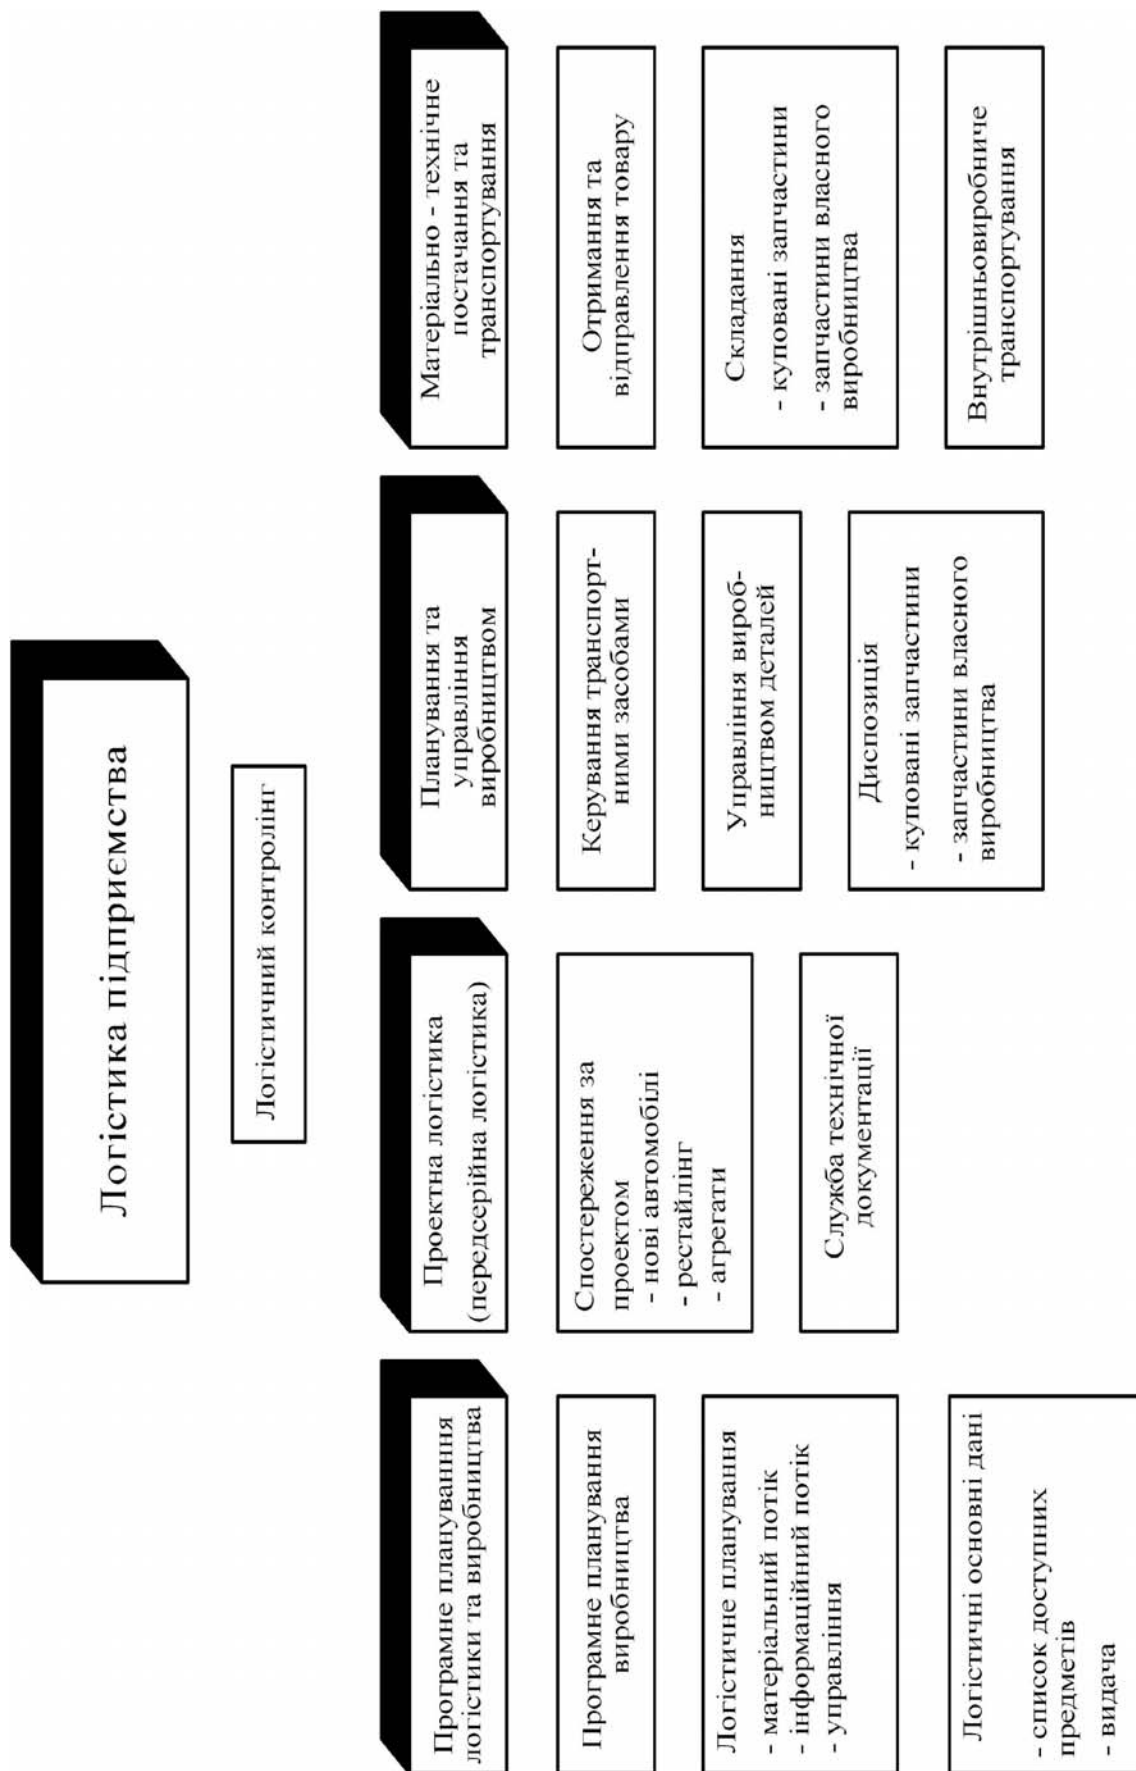 Логістика підприємства
Логістичний контролінг
Програмне плануванння
логістики та виробництва
Програмне планування
виробництва
Логістичне планування
- матеріальний потік
- інформаційний потік
- управління
Логістичні основні дані
- список доступних
предметів
- видача
Проектна логістика
(передсерійна логістика)
Спостереження за
проектом
- нові автомобілі
- рестайлінг
- агрегати
Служба технічної
документації
Планування та
управління
виробництвом
Керування транспорт-
ними засобами
Управління вироб-
ництвом деталей
Диспозиція
- куповані запчастини
- запчастини власного
виробництва
Матеріально - технічне
постачання та
транспортування
Отримання та
відправлення товару
Складання
- куповані запчастини
- запчастини власного
виробництва
Внутрішньовиробниче
транспортування